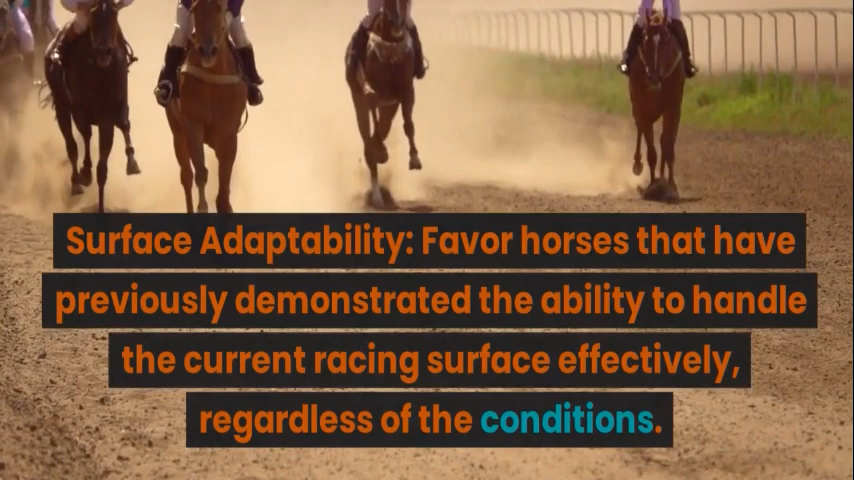 Surface Adaptability: Favor horses that have
previously demonstrated the ability to handle
the current racing surface effectively,
regardless of the conditions.